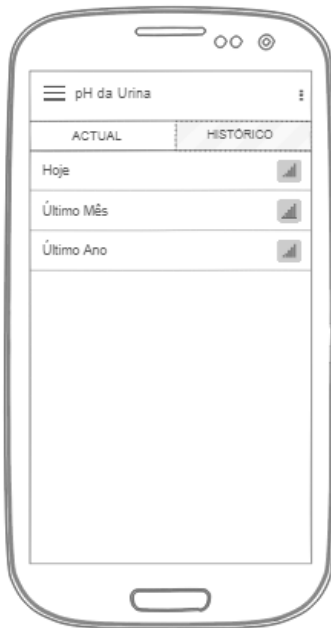 pH da Urina
ACTUAL HISTÓRICO
Hoje
Último Mês
Último Ano